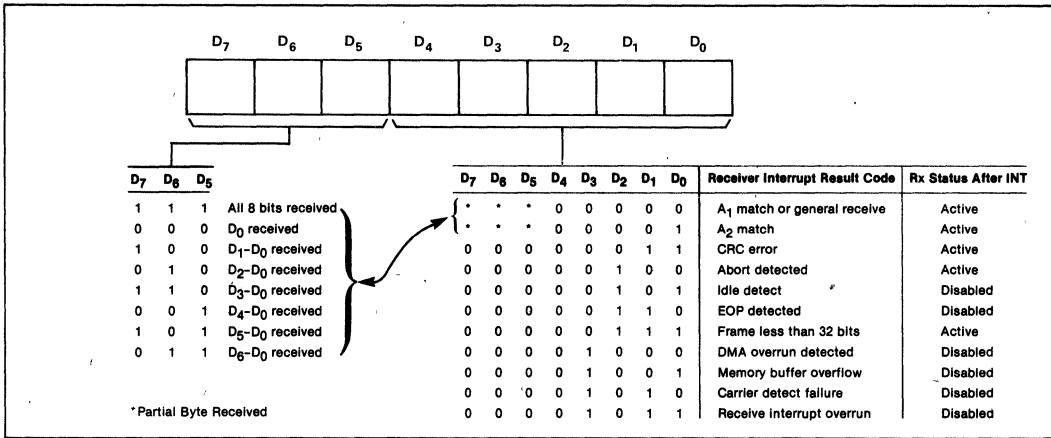 D7 D6 D5 D4 D3 D2 D1 D0
D7 D6 D5
1 1 1 All 8 bits received
0 0 0 D0 received
1 0 0 D1–D0 received
0 1 0 D2–D0 received
1 1 0 D3–D0 received
0 0 1 D4–D0 received
1 0 1 D5–D0 received
0 1 1 D6–D0 received
*Partial Byte Received
D7 D6 D5 D4 D3 D2 D1 D0 Receiver Interrupt Result Code Rx Status After INT
* * * 0 0 0 0 0 A1 match or general receive Active
* * * 0 0 0 0 1 A2 match Active
0 0 0 0 0 0 1 1 CRC error Active
0 0 0 0 0 1 0 0 Abort detected Active
0 0 0 0 0 1 0 1 Idle detect Disabled
0 0 0 0 0 1 1 0 EOP detected Disabled
0 0 0 0 0 1 1 1 Frame less than 32 bits Active
0 0 0 0 1 0 0 0 DMA overrun detected Disabled
0 0 0 0 1 0 0 1 Memory buffer overflow Disabled
0 0 0 0 1 0 1 0 Carrier detect failure Disabled
0 0 0 0 1 0 1 1 Receive interrupt overrun Disabled